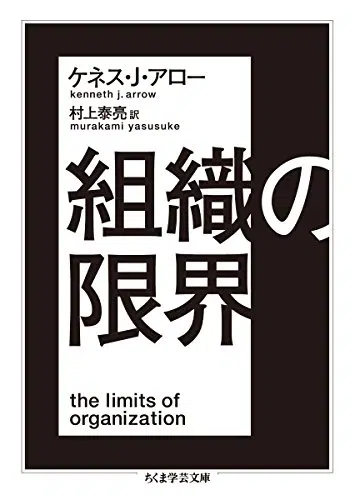 ケネス・J・アロー
kenneth j. arrow
村上泰亮 訳
murakami yasusuke
組織の
限界
the limits of
organization
ちくま学芸文庫